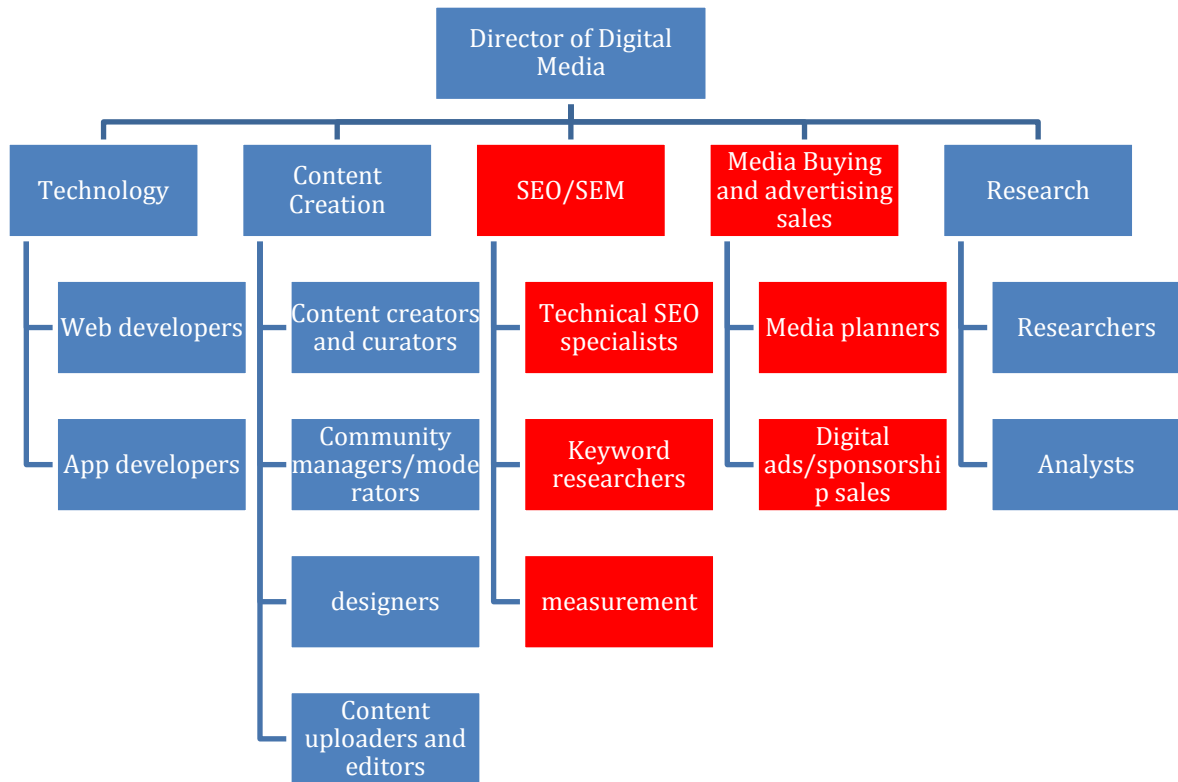 Director of Digital
Media
Technology
Content
Creation
SEO/SEM
Media Buying
and advertising
sales
Research
Web developers
App developers
Content creators
and curators
Community
managers/mode
rators
designers
Content
uploaders and
editors
Technical SEO
specialists
Keyword
researchers
measurement
Media planners
Digital
ads/sponsorshi
p sales
Researchers
Analysts